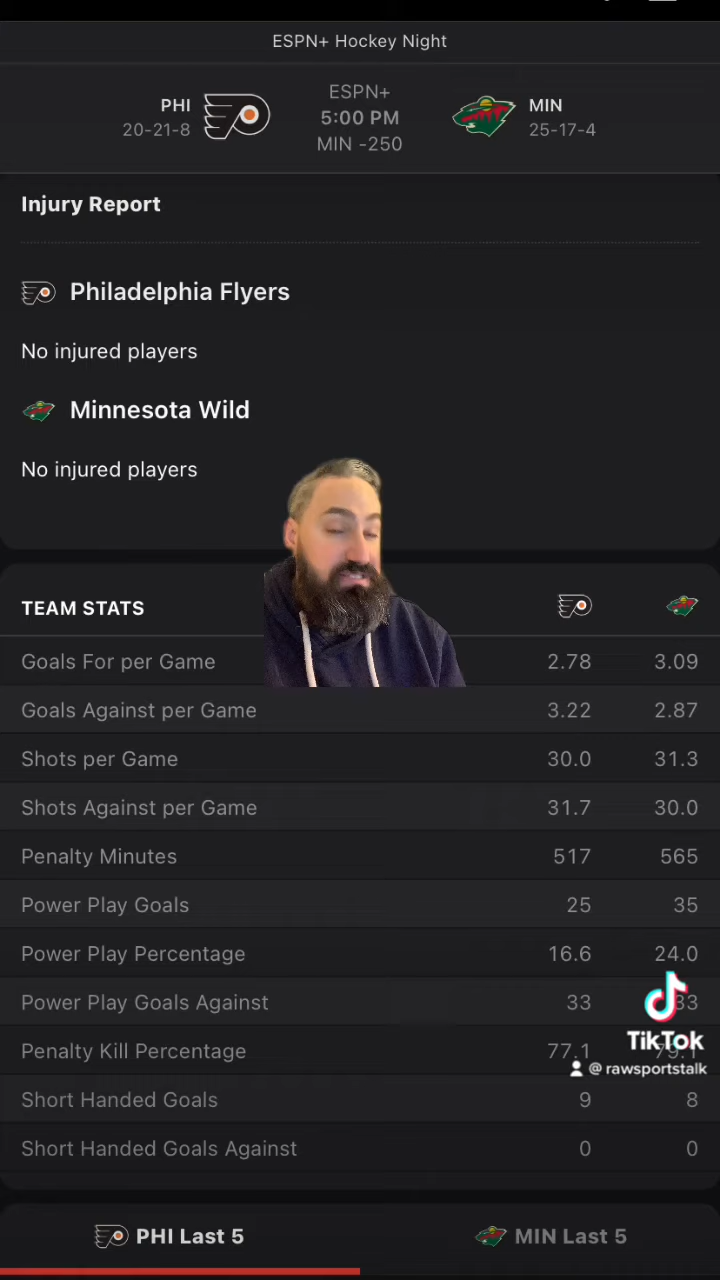 ESPN+ Hockey Night
PHI
20-21-8
ESPN+
5:00 PM
MIN -250
MIN
25-17-4
Injury Report
Philadelphia Flyers
No injured players
Minnesota Wild
No injured players
TEAM STATS
Goals For per Game 2.78 3.09
Goals Against per Game 3.22 2.87
Shots per Game 30.0 31.3
Shots Against per Game 31.7 30.0
Penalty Minutes 517 565
Power Play Goals 25 35
Power Play Percentage 16.6 24.0
Power Play Goals Against 33 33
Penalty Kill Percentage 77.1 79.1
TikTok
@rawsportstalk
Short Handed Goals 9 8
Short Handed Goals Against 0 0
PHI Last 5 MIN Last 5